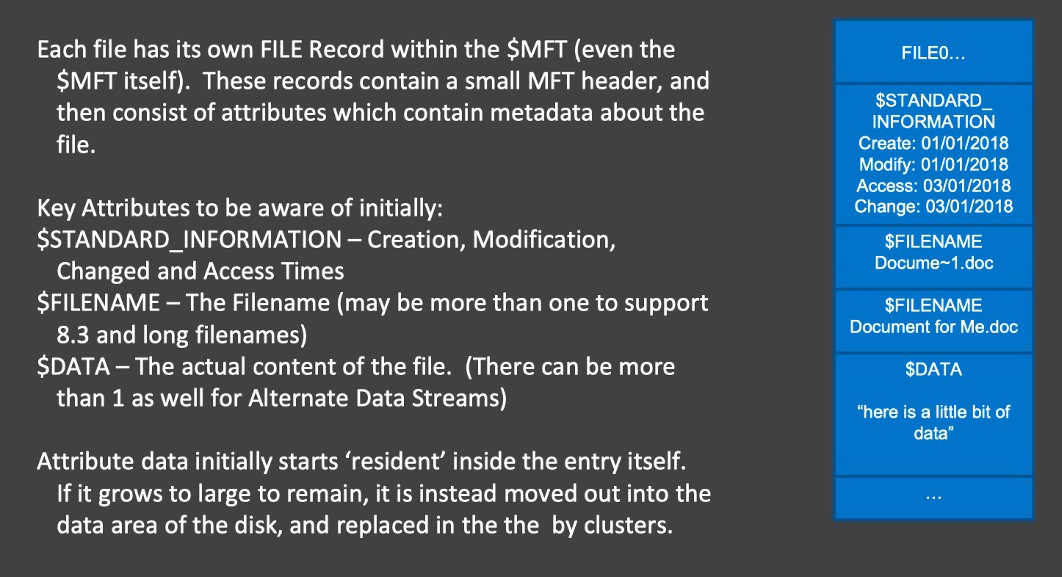 Each file has its own FILE Record within the $MFT (even the
$MFT itself).  These records contain a small MFT header, and
then consist of attributes which contain metadata about the
file.
Key Attributes to be aware of initially:
$STANDARD_INFORMATION – Creation, Modification,
Changed and Access Times
$FILENAME – The Filename (may be more than one to support
8.3 and long filenames)
$DATA – The actual content of the file.  (There can be more
than 1 as well for Alternate Data Streams)
Attribute data initially starts ‘resident’ inside the entry itself.
If it grows to large to remain, it is instead moved out into the
data area of the disk, and replaced in the the  by clusters.
FILE0…
$STANDARD_
INFORMATION
Create: 01/01/2018
Modify: 01/01/2018
Access: 03/01/2018
Change: 03/01/2018
$FILENAME
Docume~1.doc
$FILENAME
Document for Me.doc
$DATA
“here is a little bit of
data”
…